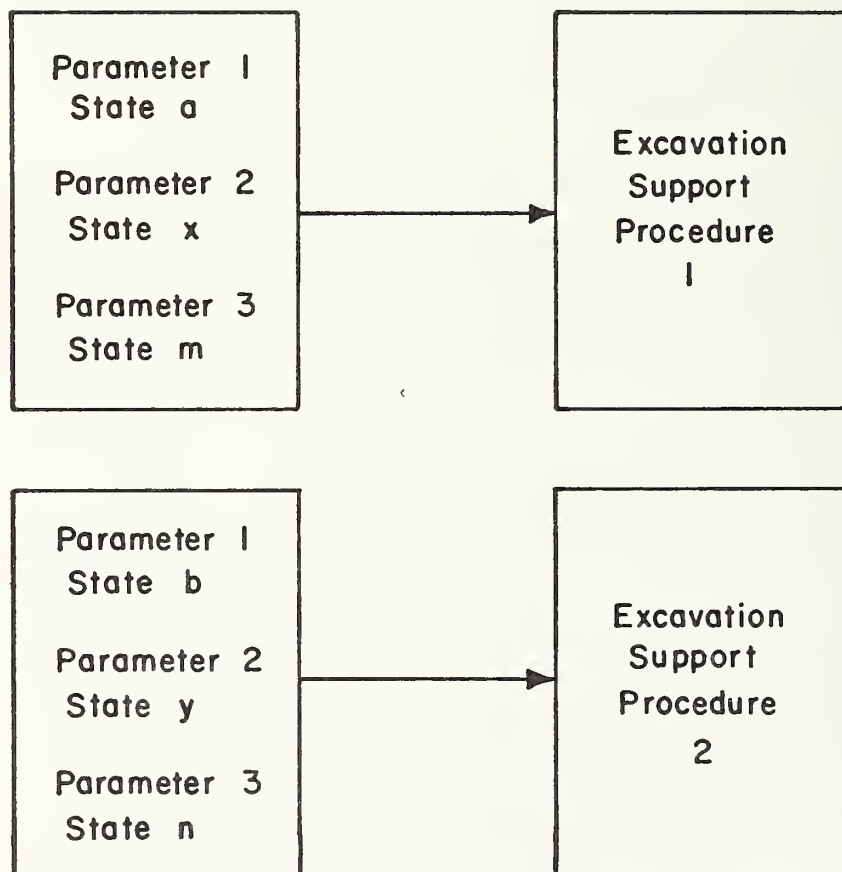 Parameter 1
State a
Parameter 2
State x
Parameter 3
State m
Excavation
Support
Procedure
1
Parameter 1
State b
Parameter 2
State y
Parameter 3
State n
Excavation
Support
Procedure
2